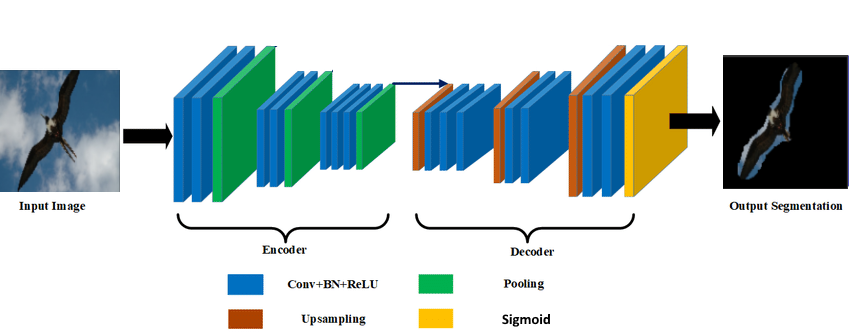 Input Image
Output Segmentation
Encoder
Decoder
Conv+BN+ReLU
Pooling
Upsampling
Sigmoid